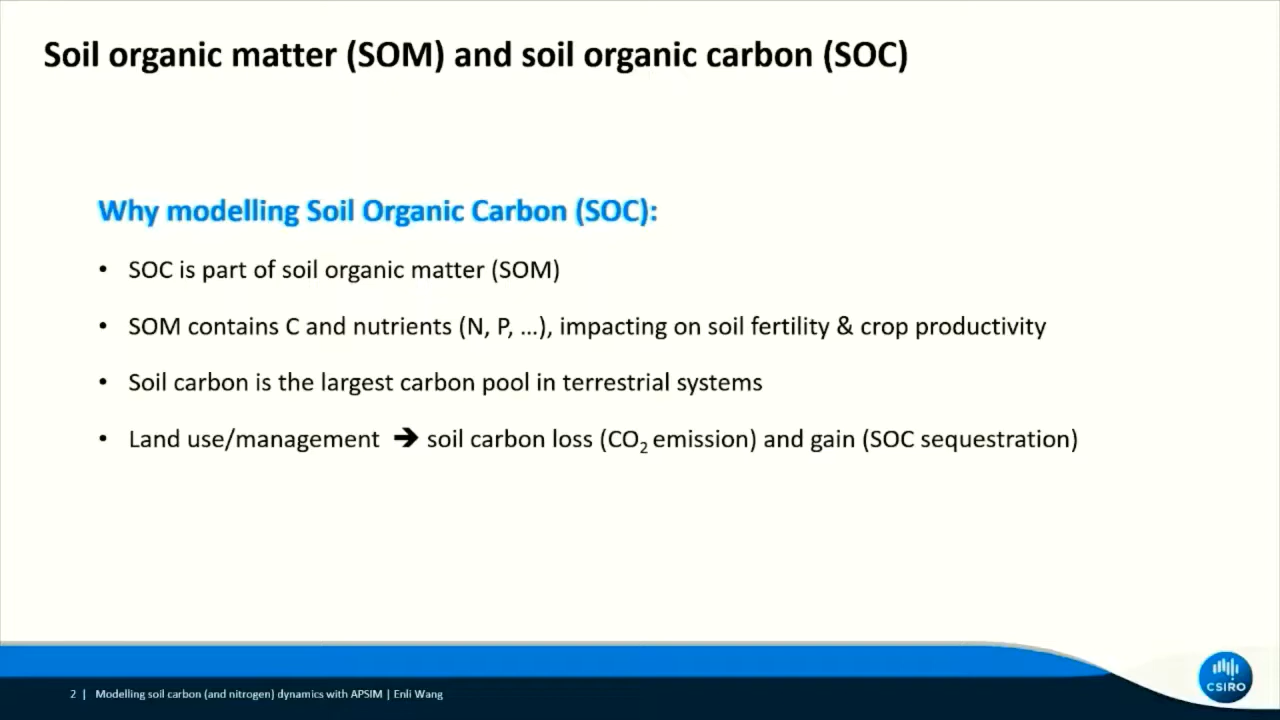 Soil organic matter (SOM) and soil organic carbon (SOC)
Why modelling Soil Organic Carbon (SOC):
• SOC is part of soil organic matter (SOM)
• SOM contains C and nutrients (N, P, …), impacting on soil fertility & crop productivity
• Soil carbon is the largest carbon pool in terrestrial systems
• Land use/management ➔ soil carbon loss (CO₂ emission) and gain (SOC sequestration)
2 | Modelling soil carbon (and nitrogen) dynamics with APSIM | Enli Wang
CSIRO